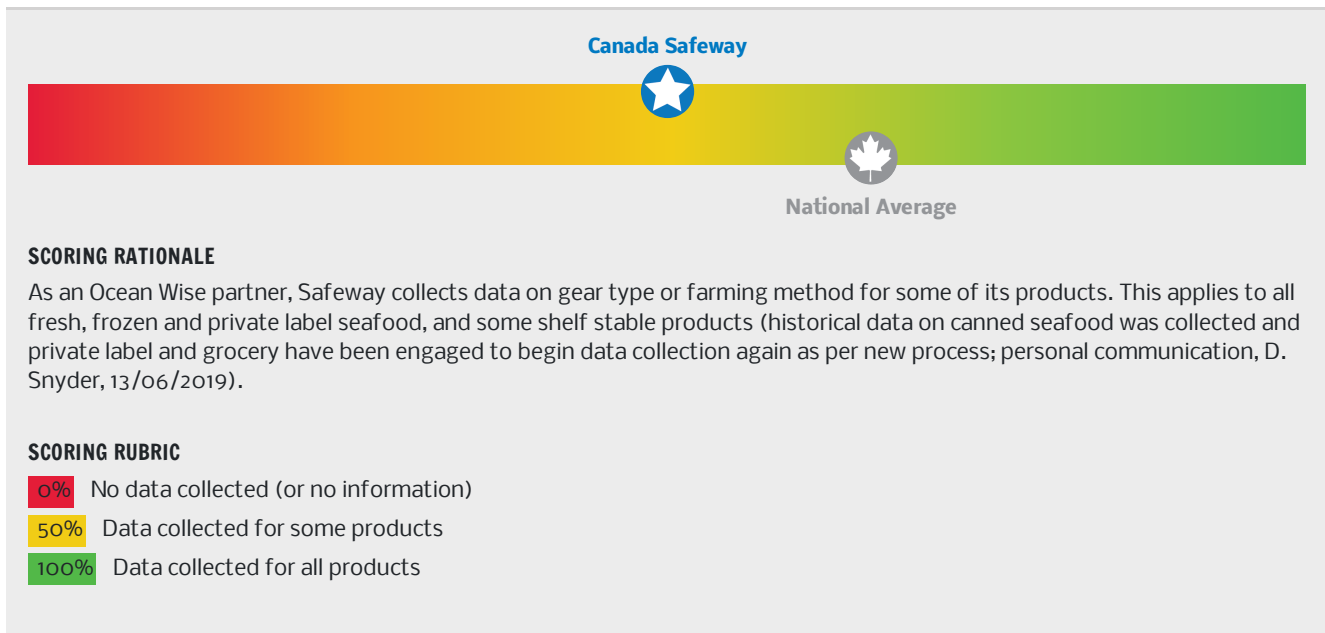 Canada Safeway
National Average
SCORING RATIONALE
As an Ocean Wise partner, Safeway collects data on gear type or farming method for some of its products. This applies to all
fresh, frozen and private label seafood, and some shelf stable products (historical data on canned seafood was collected and
private label and grocery have been engaged to begin data collection again as per new process; personal communication, D.
Snyder, 13/06/2019).
SCORING RUBRIC
0% No data collected (or no information)
50% Data collected for some products
100% Data collected for all products